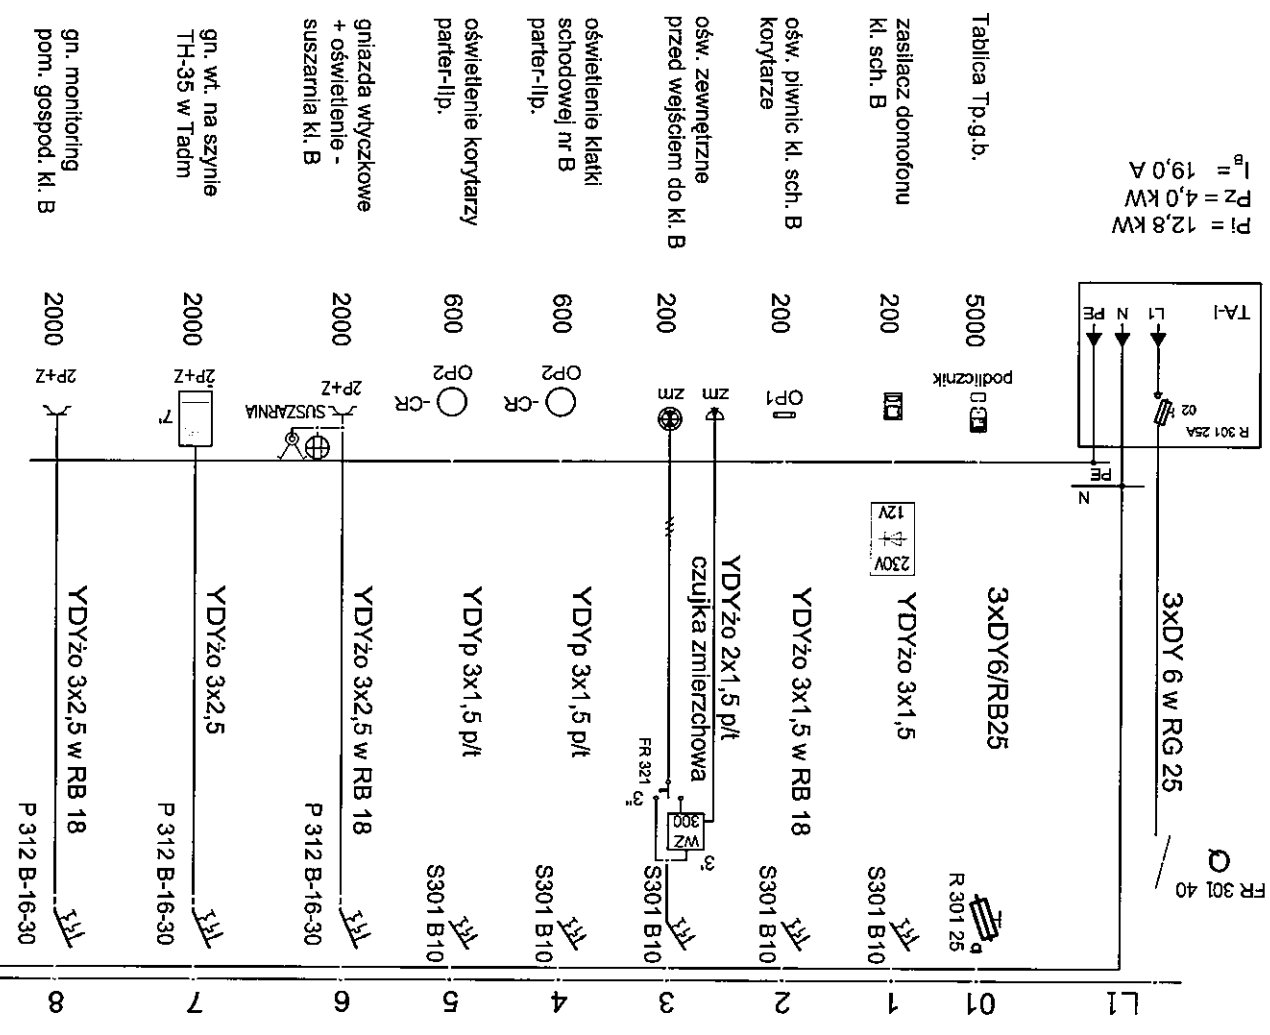 Pi = 12,8 kW
Pz = 4,0 kW
IB= 19,0 A
TA-I
L1
N
PE
R 301 25A
02
PE
N
3xDY 6 w RG 25
Q
FR 301 40
L1
Tablica Tp.g.b.
5000
podlicznik
3xDY6/RB25
R 301 25
01
zasilacz domofonu
kl. sch. B
200
230V
12V
YDYżo 3x1,5
S301 B10
1
ośw. piwnic kl. sch. B
korytarze
200
OP1
YDYżo 3x1,5 w RB 18
S301 B10
2
ośw. zewnętrzne
przed wejściem do kl. B
200
zm
zm
YDYżo 2x1,5 p/t
czujka zmierzchowa
FR 321
3"
WZ
300
3'
S301 B10
3
oświetlenie klatki
schodowej nr B
parter-IIp.
600
OP2
-CR
YDYp 3x1,5 p/t
S301 B10
4
oświetlenie korytarzy
parter-IIp.
600
OP2
-CR
YDYp 3x1,5 p/t
S301 B10
5
gniazda wtyczkowe
+ oświetlenie -
suszarnia kl. B
2000
2P+Z
SUSZARNIA
YDYżo 3x2,5 w RB 18
P 312 B-16-30
6
gn. wt. na szynie
TH-35 w Tadm
2000
2P+Z
7'
YDYżo 3x2,5
P 312 B-16-30
7
gn. monitoring
pom. gospod. kl. B
2000
2P+Z
YDYżo 3x2,5 w RB 18
P 312 B-16-30
8